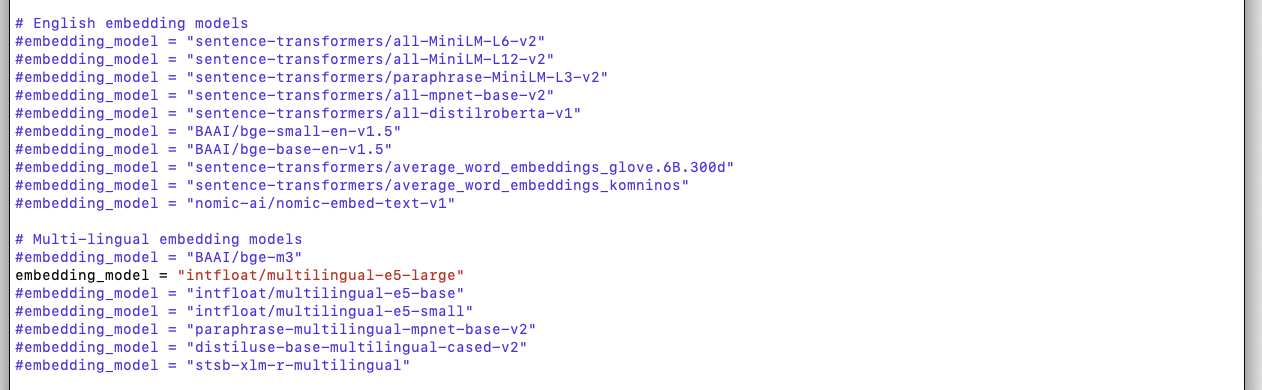 # English embedding models
#embedding_model = "sentence-transformers/all-MiniLM-L6-v2"
#embedding_model = "sentence-transformers/all-MiniLM-L12-v2"
#embedding_model = "sentence-transformers/paraphrase-MiniLM-L3-v2"
#embedding_model = "sentence-transformers/all-mpnet-base-v2"
#embedding_model = "sentence-transformers/all-distilroberta-v1"
#embedding_model = "BAAI/bge-small-en-v1.5"
#embedding_model = "BAAI/bge-base-en-v1.5"
#embedding_model = "sentence-transformers/average_word_embeddings_glove.6B.300d"
#embedding_model = "sentence-transformers/average_word_embeddings_komninos"
#embedding_model = "nomic-ai/nomic-embed-text-v1"

# Multi-lingual embedding models
#embedding_model = "BAAI/bge-m3"
embedding_model = "intfloat/multilingual-e5-large"
#embedding_model = "intfloat/multilingual-e5-base"
#embedding_model = "intfloat/multilingual-e5-small"
#embedding_model = "paraphrase-multilingual-mpnet-base-v2"
#embedding_model = "distiluse-base-multilingual-cased-v2"
#embedding_model = "stsb-xlm-r-multilingual"